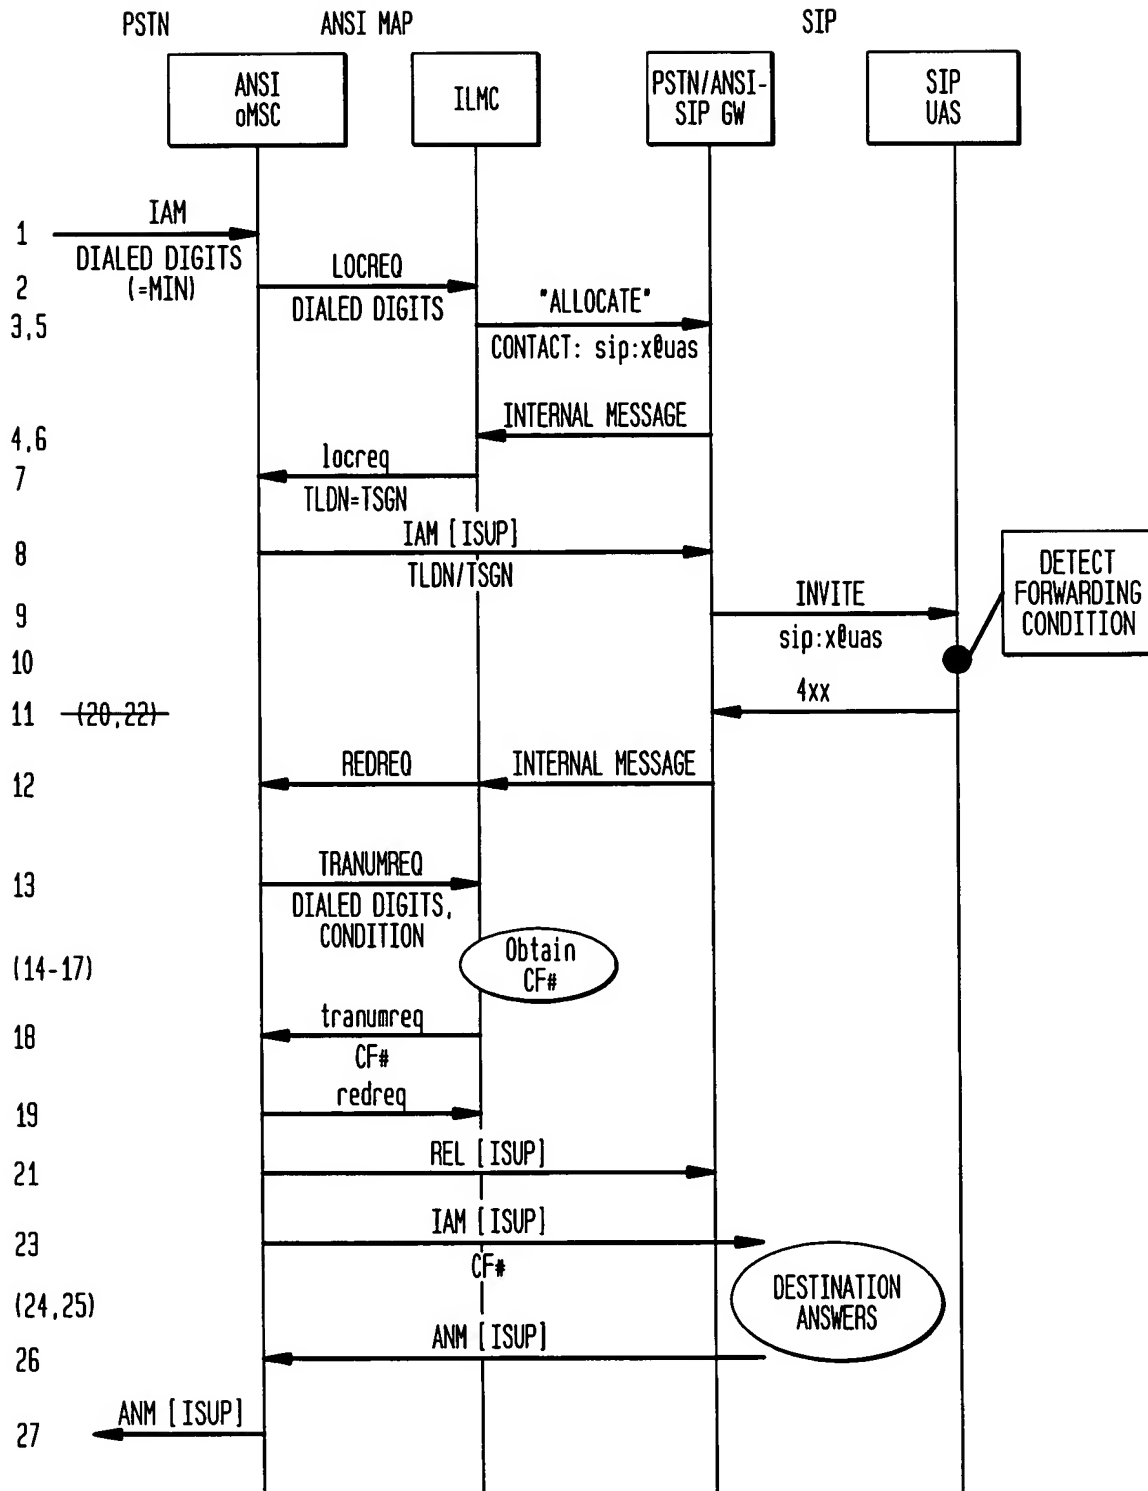 PSTN
ANSI MAP
SIP
ANSI
oMSC
ILMC
PSTN/ANSI-
SIP GW
SIP
UAS
1
IAM
DIALED DIGITS
(=MIN)
2
LOCREQ
DIALED DIGITS
3,5
"ALLOCATE"
CONTACT: sip:x@uas
4,6
INTERNAL MESSAGE
7
locreq
TLDN=TSGN
8
IAM [ISUP]
TLDN/TSGN
9
INVITE
sip:x@uas
DETECT
FORWARDING
CONDITION
10
11
(20,22)
4xx
12
REDREQ
INTERNAL MESSAGE
13
TRANUMREQ
DIALED DIGITS,
CONDITION
(14-17)
Obtain
CF#
18
tranumreq
CF#
19
redreq
21
REL [ISUP]
23
IAM [ISUP]
CF#
(24,25)
DESTINATION
ANSWERS
26
ANM [ISUP]
27
ANM [ISUP]